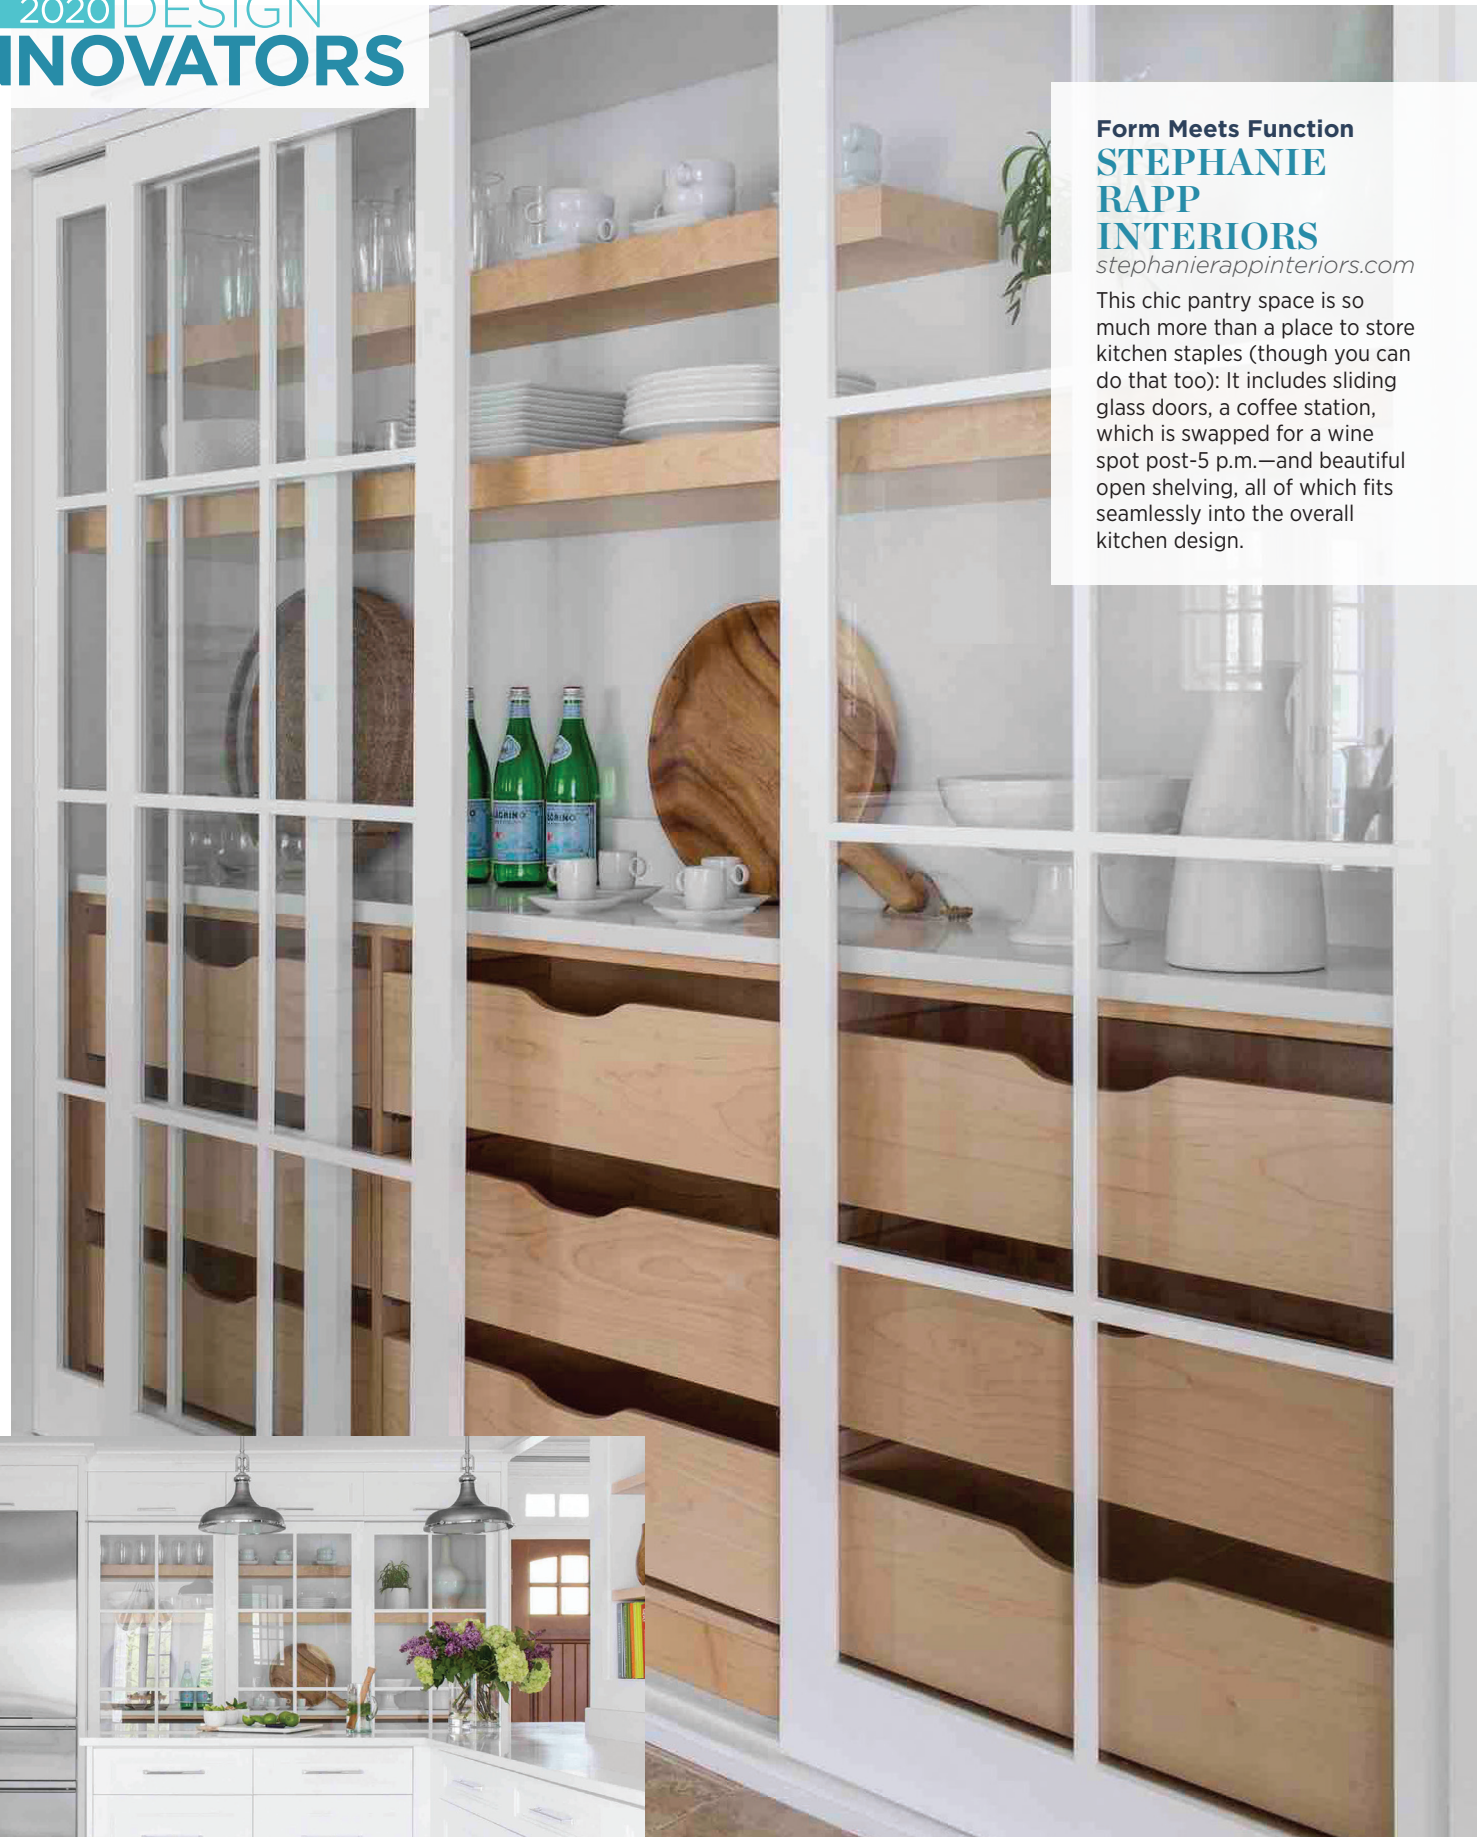 2020 DESIGN
INOVATORS
Form Meets Function
STEPHANIE
RAPP
INTERIORS
stephanierappinteriors.com
This chic pantry space is so
much more than a place to store
kitchen staples (though you can
do that too): It includes sliding
glass doors, a coffee station,
which is swapped for a wine
spot post-5 p.m.—and beautiful
open shelving, all of which fits
seamlessly into the overall
kitchen design.